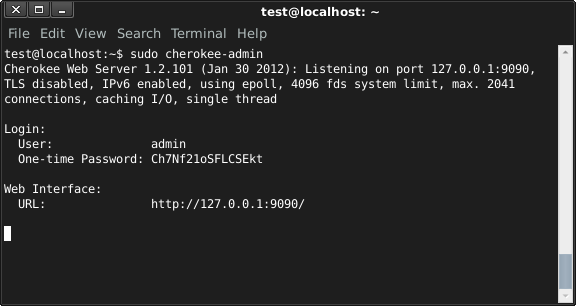 test@localhost: ~
File Edit View Search Terminal Help
test@localhost:~$ sudo cherokee-admin
Cherokee Web Server 1.2.101 (Jan 30 2012): Listening on port 127.0.0.1:9090,
TLS disabled, IPv6 enabled, using epoll, 4096 fds system limit, max. 2041
connections, caching I/O, single thread
Login:
User: admin
One-time Password: Ch7Nf21oSFLCSEkt
Web Interface:
URL: http://127.0.0.1:9090/